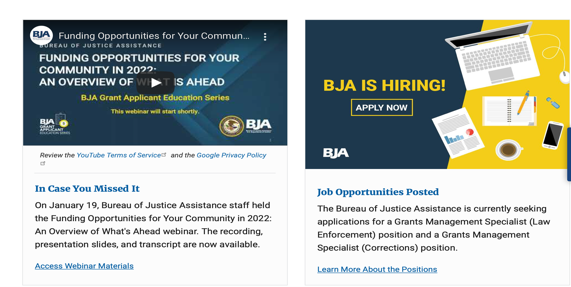 BJA
Funding Opportunities for Your Commun...
BUREAU OF JUSTICE ASSISTANCE
FUNDING OPPORTUNITIES FOR YOUR
COMMUNITY IN 2022:
AN OVERVIEW OF WHAT IS AHEAD
BJA Grant Applicant Education Series
This webinar will start shortly.
BJA
GRANT
APPLICANT
EDUCATION SERIES
BJA
Review the YouTube Terms of Service and the Google Privacy Policy
In Case You Missed It
On January 19, Bureau of Justice Assistance staff held
the Funding Opportunities for Your Community in 2022:
An Overview of What's Ahead webinar. The recording,
presentation slides, and transcript are now available.
Access Webinar Materials
BJA IS HIRING!
APPLY NOW
BJA
Job Opportunities Posted
The Bureau of Justice Assistance is currently seeking
applications for a Grants Management Specialist (Law
Enforcement) position and a Grants Management
Specialist (Corrections) position.
Learn More About the Positions